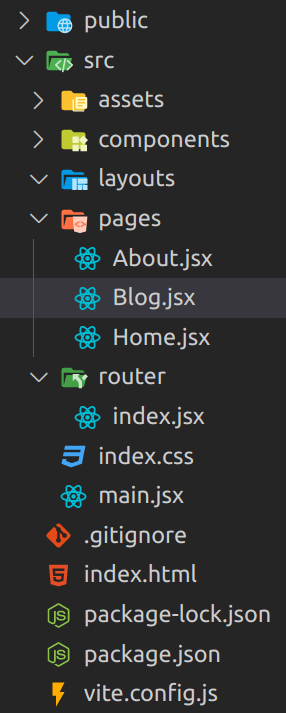 public
src
assets
components
layouts
pages
About.jsx
Blog.jsx
Home.jsx
router
index.jsx
index.css
main.jsx
.gitignore
index.html
package-lock.json
package.json
vite.config.js